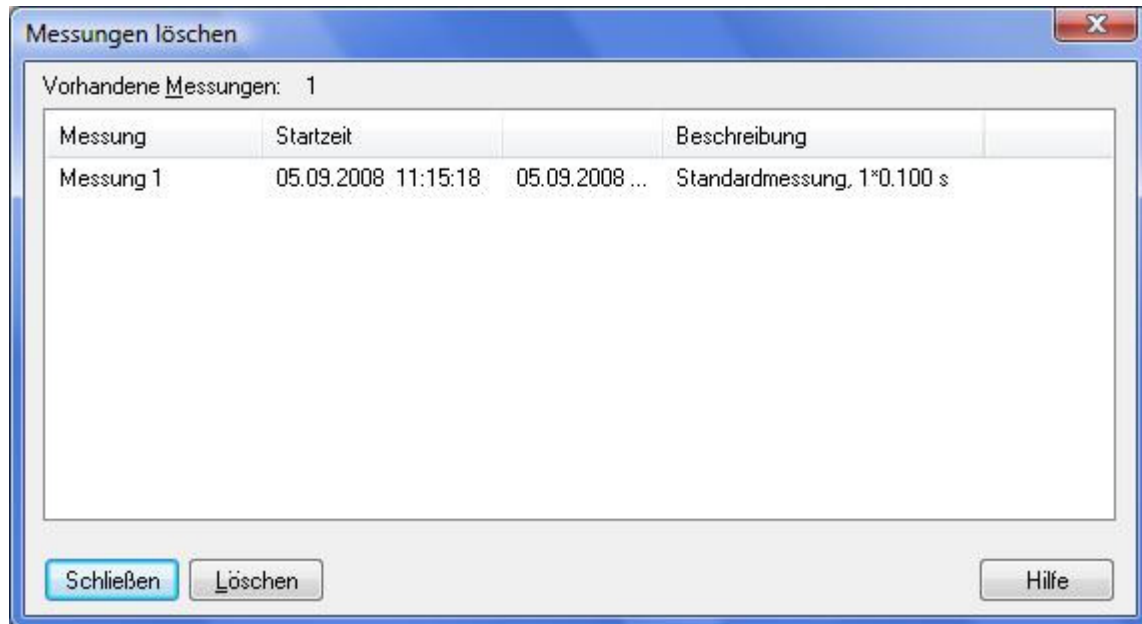 Messungen löschen
Vorhandene Messungen: 1
Messung Startzeit Beschreibung
Messung 1 05.09.2008 11:15:18 05.09.2008 ... Standardmessung, 1*0.100 s
Schließen Löschen Hilfe